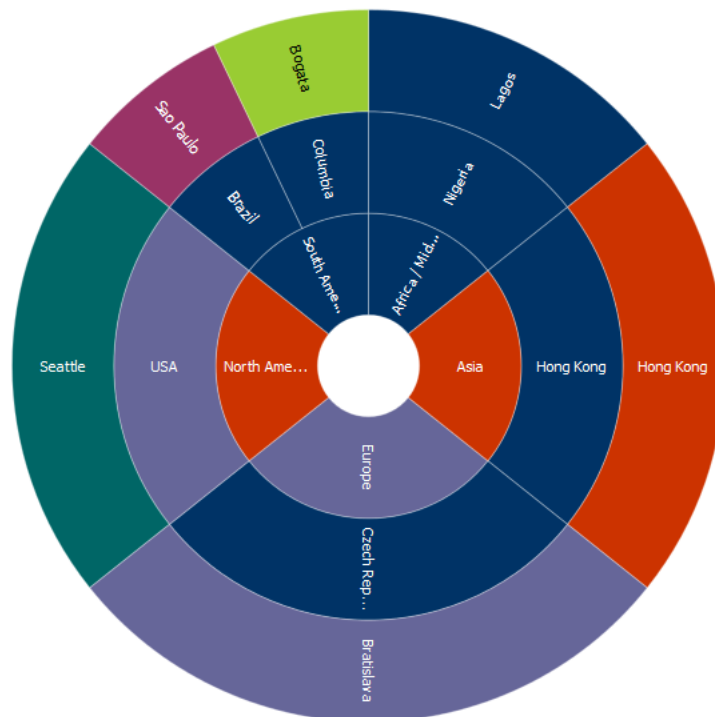 Bogata
Lagos
Sao Paulo
Columbia
Nigeria
Brazil
South Ame...
Africa / Mid...
Seattle
USA
North Ame...
Asia
Hong Kong
Hong Kong
Europe
Czech Rep...
Bratislava